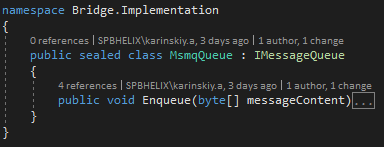 namespace Bridge.Implementation
{
0 references | SPBHELIX\karinskiy.a, 3 days ago | 1 author, 1 change
public sealed class MsmqQueue : IMessageQueue
{
4 references | SPBHELIX\karinskiy.a, 3 days ago | 1 author, 1 change
public void Enqueue(byte[] messageContent)...
}
}